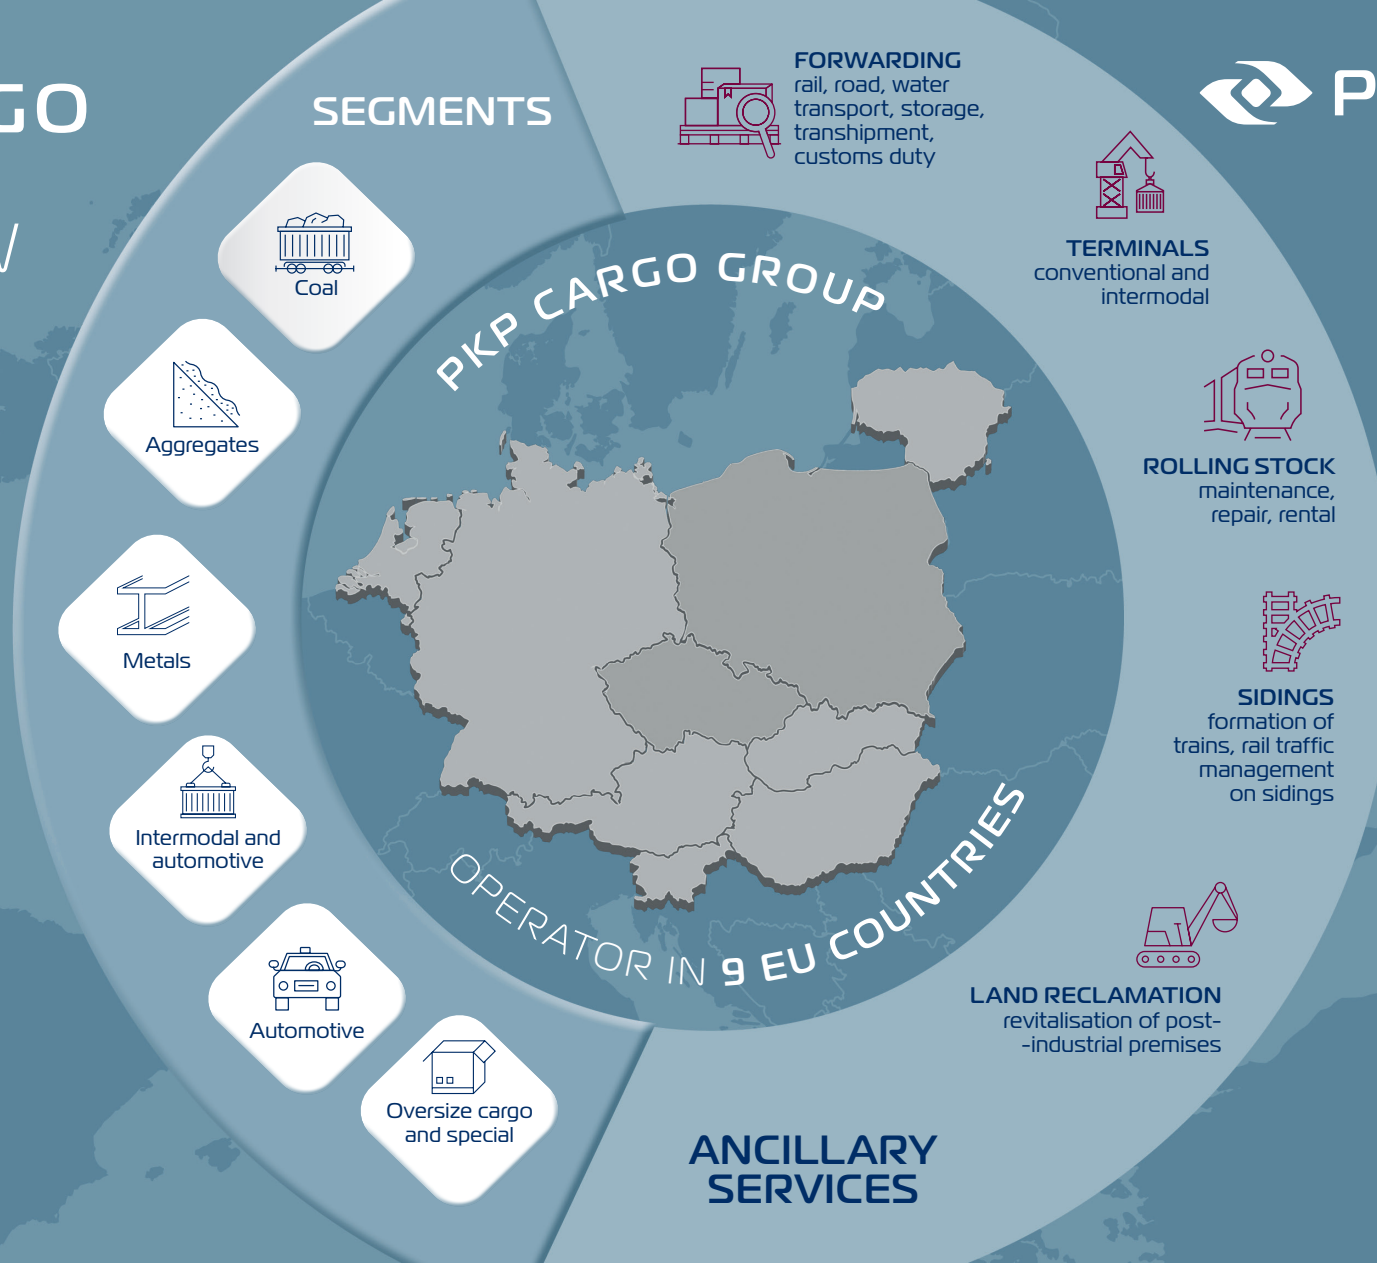 GO
SEGMENTS
Coal
Aggregates
Metals
Intermodal and
automotive
Automotive
Oversize cargo
and special
PKP CARGO GROUP
OPERATOR IN 9 EU COUNTRIES
FORWARDING
rail, road, water
transport, storage,
transhipment,
customs duty
P
TERMINALS
conventional and
intermodal
ROLLING STOCK
maintenance,
repair, rental
SIDINGS
formation of
trains, rail traffic
management
on sidings
LAND RECLAMATION
revitalisation of post-
-industrial premises
ANCILLARY
SERVICES